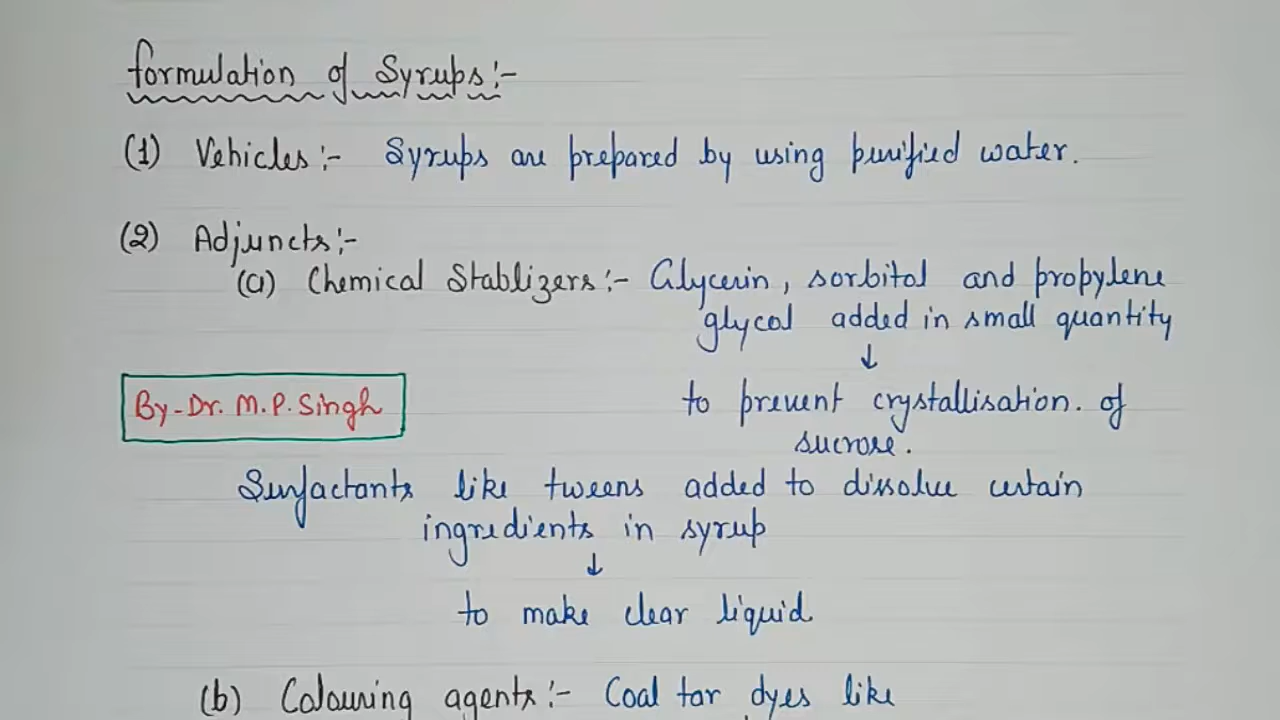 formulation of Syrups:-
(1) Vehicles:- Syrups are prepared by using purified water.
(2) Adjuncts:-
(a) Chemical Stablizers:- Glycerin, sorbitol and propylene
glycol added in small quantity
↓
to prevent crystallisation. of
sucrose.
By-Dr. M.P.Singh
Surfactants like tweens added to dissolve certain
ingredients in syrup
↓
to make clear liquid
(b) Colouring agents:- Coal tar dyes like